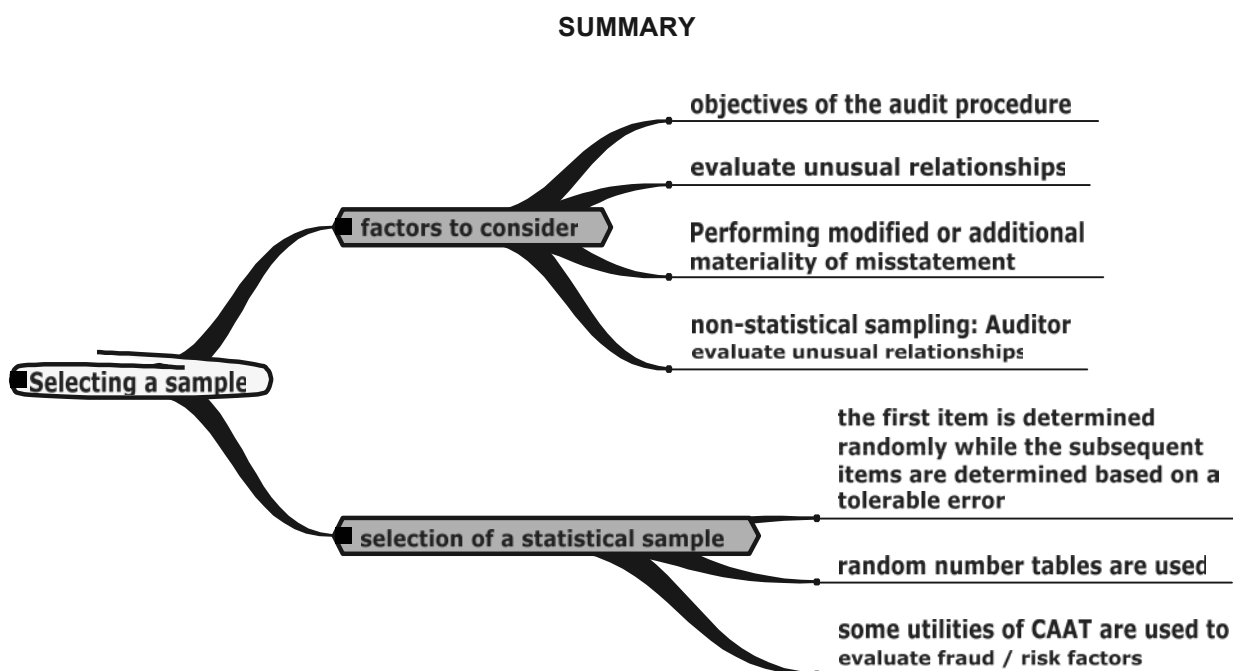 SUMMARY
objectives of the audit procedure
evaluate unusual relationships
factors to consider
Performing modified or additional
materiality of misstatement
non-statistical sampling: Auditor
evaluate unusual relationships
Selecting a sample
the first item is determined
randomly while the subsequent
items are determined based on a
tolerable error
selection of a statistical sample
random number tables are used
some utilities of CAAT are used to
evaluate fraud / risk factors